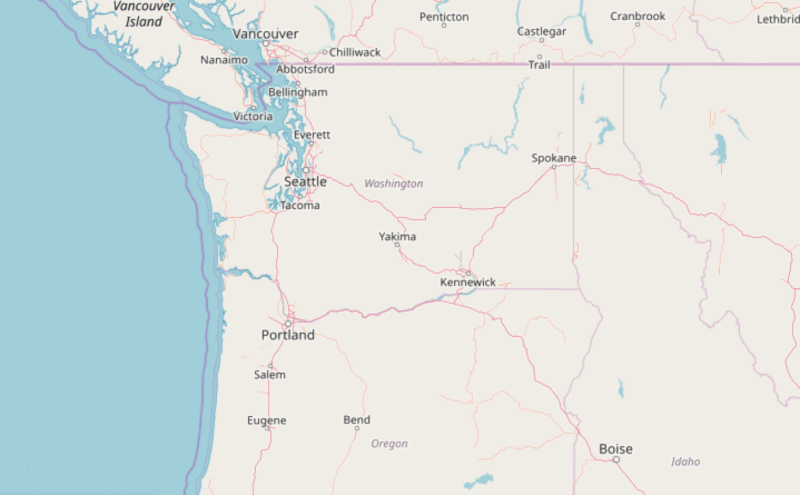 Vancouver
Island
Vancouver
Penticton
Castlegar
Cranbrook
Lethbrid
Nanaimo
Chilliwack
Abbotsford
Trail
Bellingham
Victoria
Everett
Spokane
Seattle
Washington
Tacoma
Yakima
Kennewick
Portland
Salem
Eugene
Bend
Oregon
Boise
Idaho